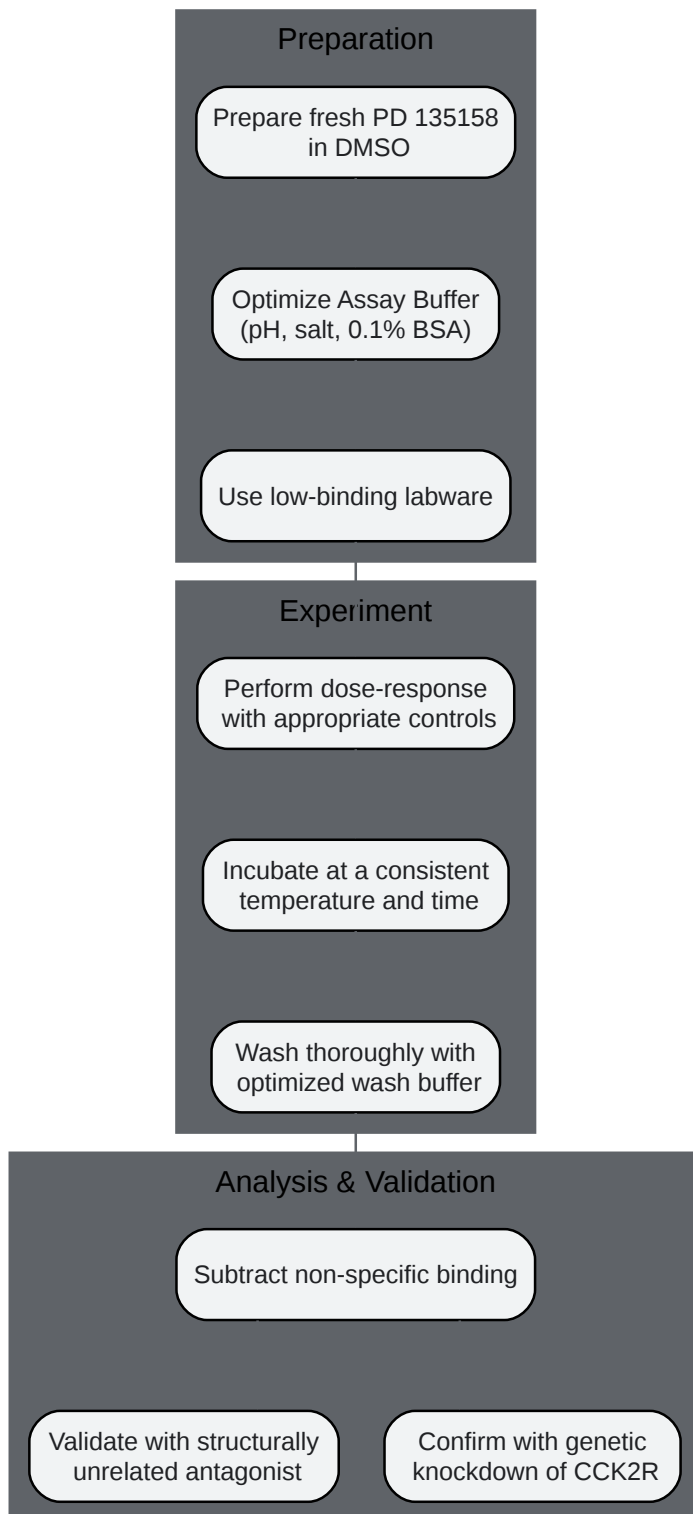 Preparation
Prepare fresh PD 135158
in DMSO
Optimize Assay Buffer
(pH, salt, 0.1% BSA)
Use low-binding labware
Experiment
Perform dose-response
with appropriate controls
Incubate at a consistent
temperature and time
Wash thoroughly with
optimized wash buffer
Analysis & Validation
Subtract non-specific binding
Validate with structurally
unrelated antagonist
Confirm with genetic
knockdown of CCK2R